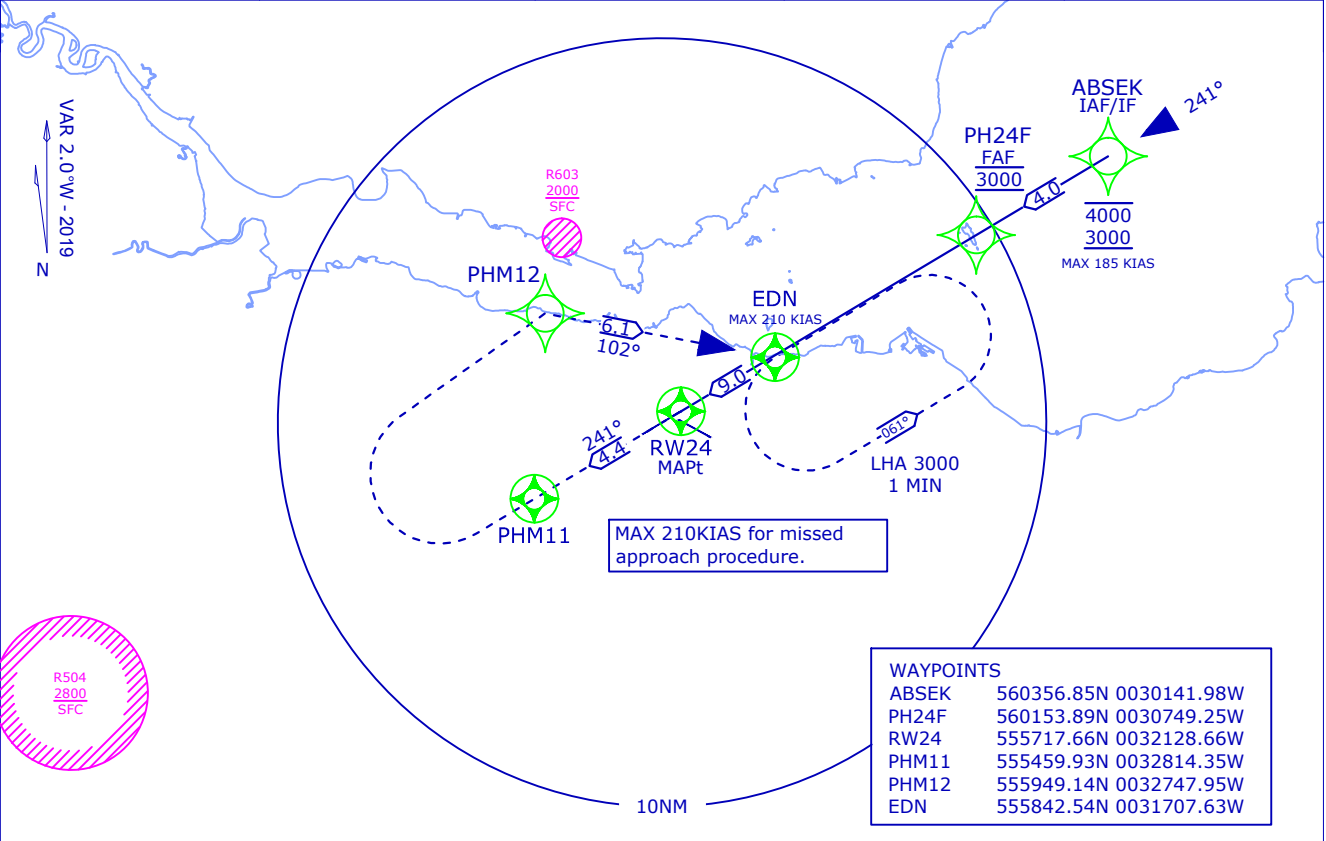 VAR 2.0°W - 2019
N
ABSEK
IAF/IF
241°
PH24F
FAF
3000
4.0
4000
3000
MAX 185 KIAS
R603
2000
SFC
PHM12
6.1
102°
EDN
MAX 210 KIAS
9.0
241°
4.4
RW24
MAPt
061°
LHA 3000
1 MIN
PHM11
MAX 210KIAS for missed
approach procedure.
R504
2800
SFC
10NM
WAYPOINTS
ABSEK 560356.85N 0030141.98W
PH24F 560153.89N 0030749.25W
RW24 555717.66N 0032128.66W
PHM11 555459.93N 0032814.35W
PHM12 555949.14N 0032747.95W
EDN 555842.54N 0031707.63W